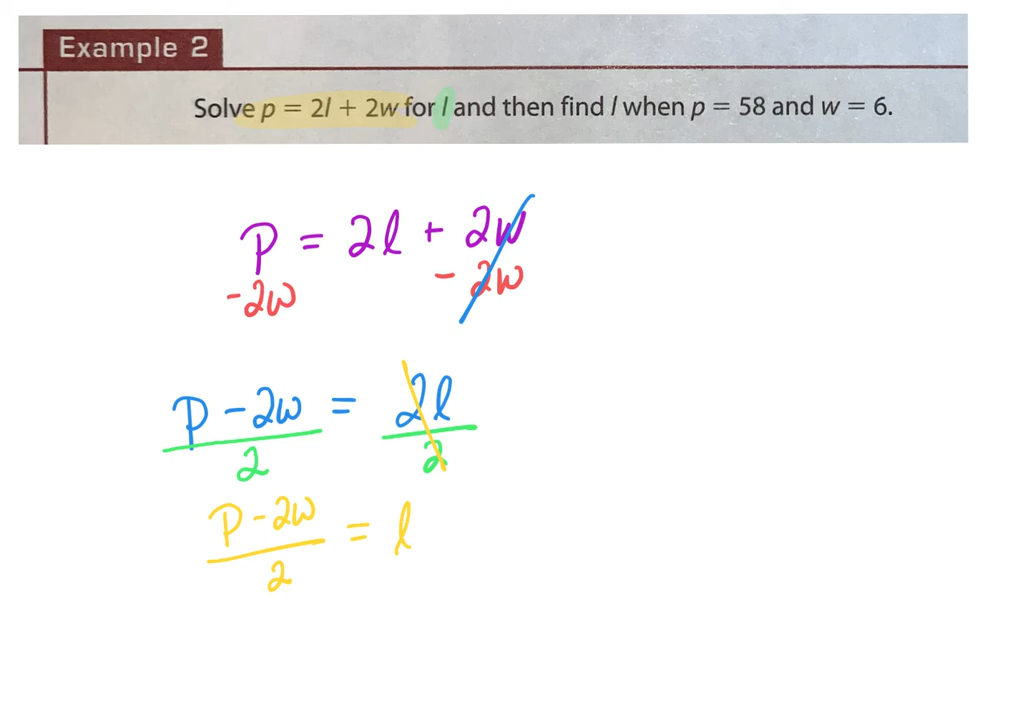 Example 2
Solve p = 2l + 2w for l and then find l when p = 58 and w = 6.
P = 2l + 2w
-2w - 2w
P - 2w = 2l
2 2
P - 2w = l
2